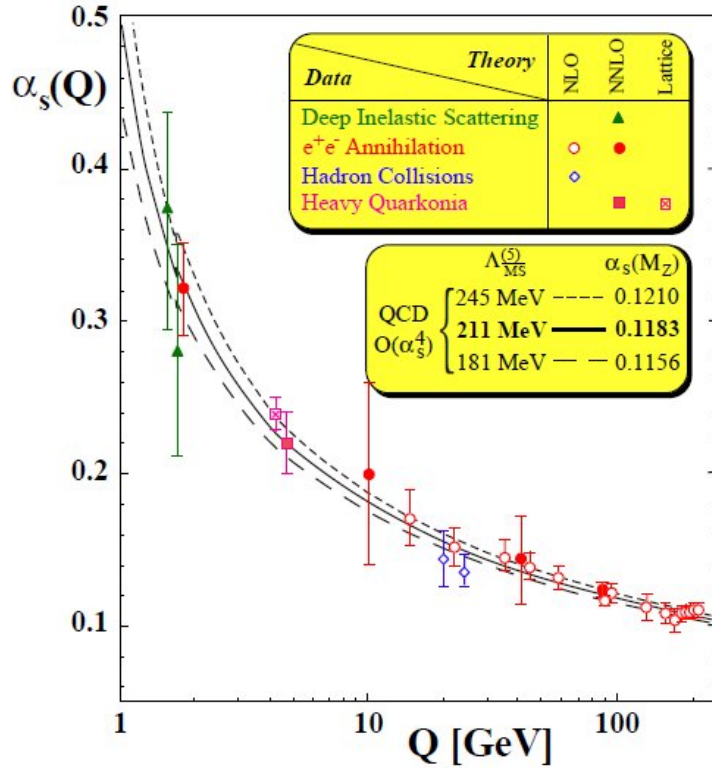 0.5
αs(Q)
0.4
0.3
0.2
0.1
1 10 100
Q [GeV]
Theory
Data
NLO
NNLO
Lattice
Deep Inelastic Scattering
e⁺e⁻ Annihilation
Hadron Collisions
Heavy Quarkonia
Λ(5)MS αs(MZ)
QCD
O(αs⁴)
245 MeV 0.1210
211 MeV 0.1183
181 MeV 0.1156